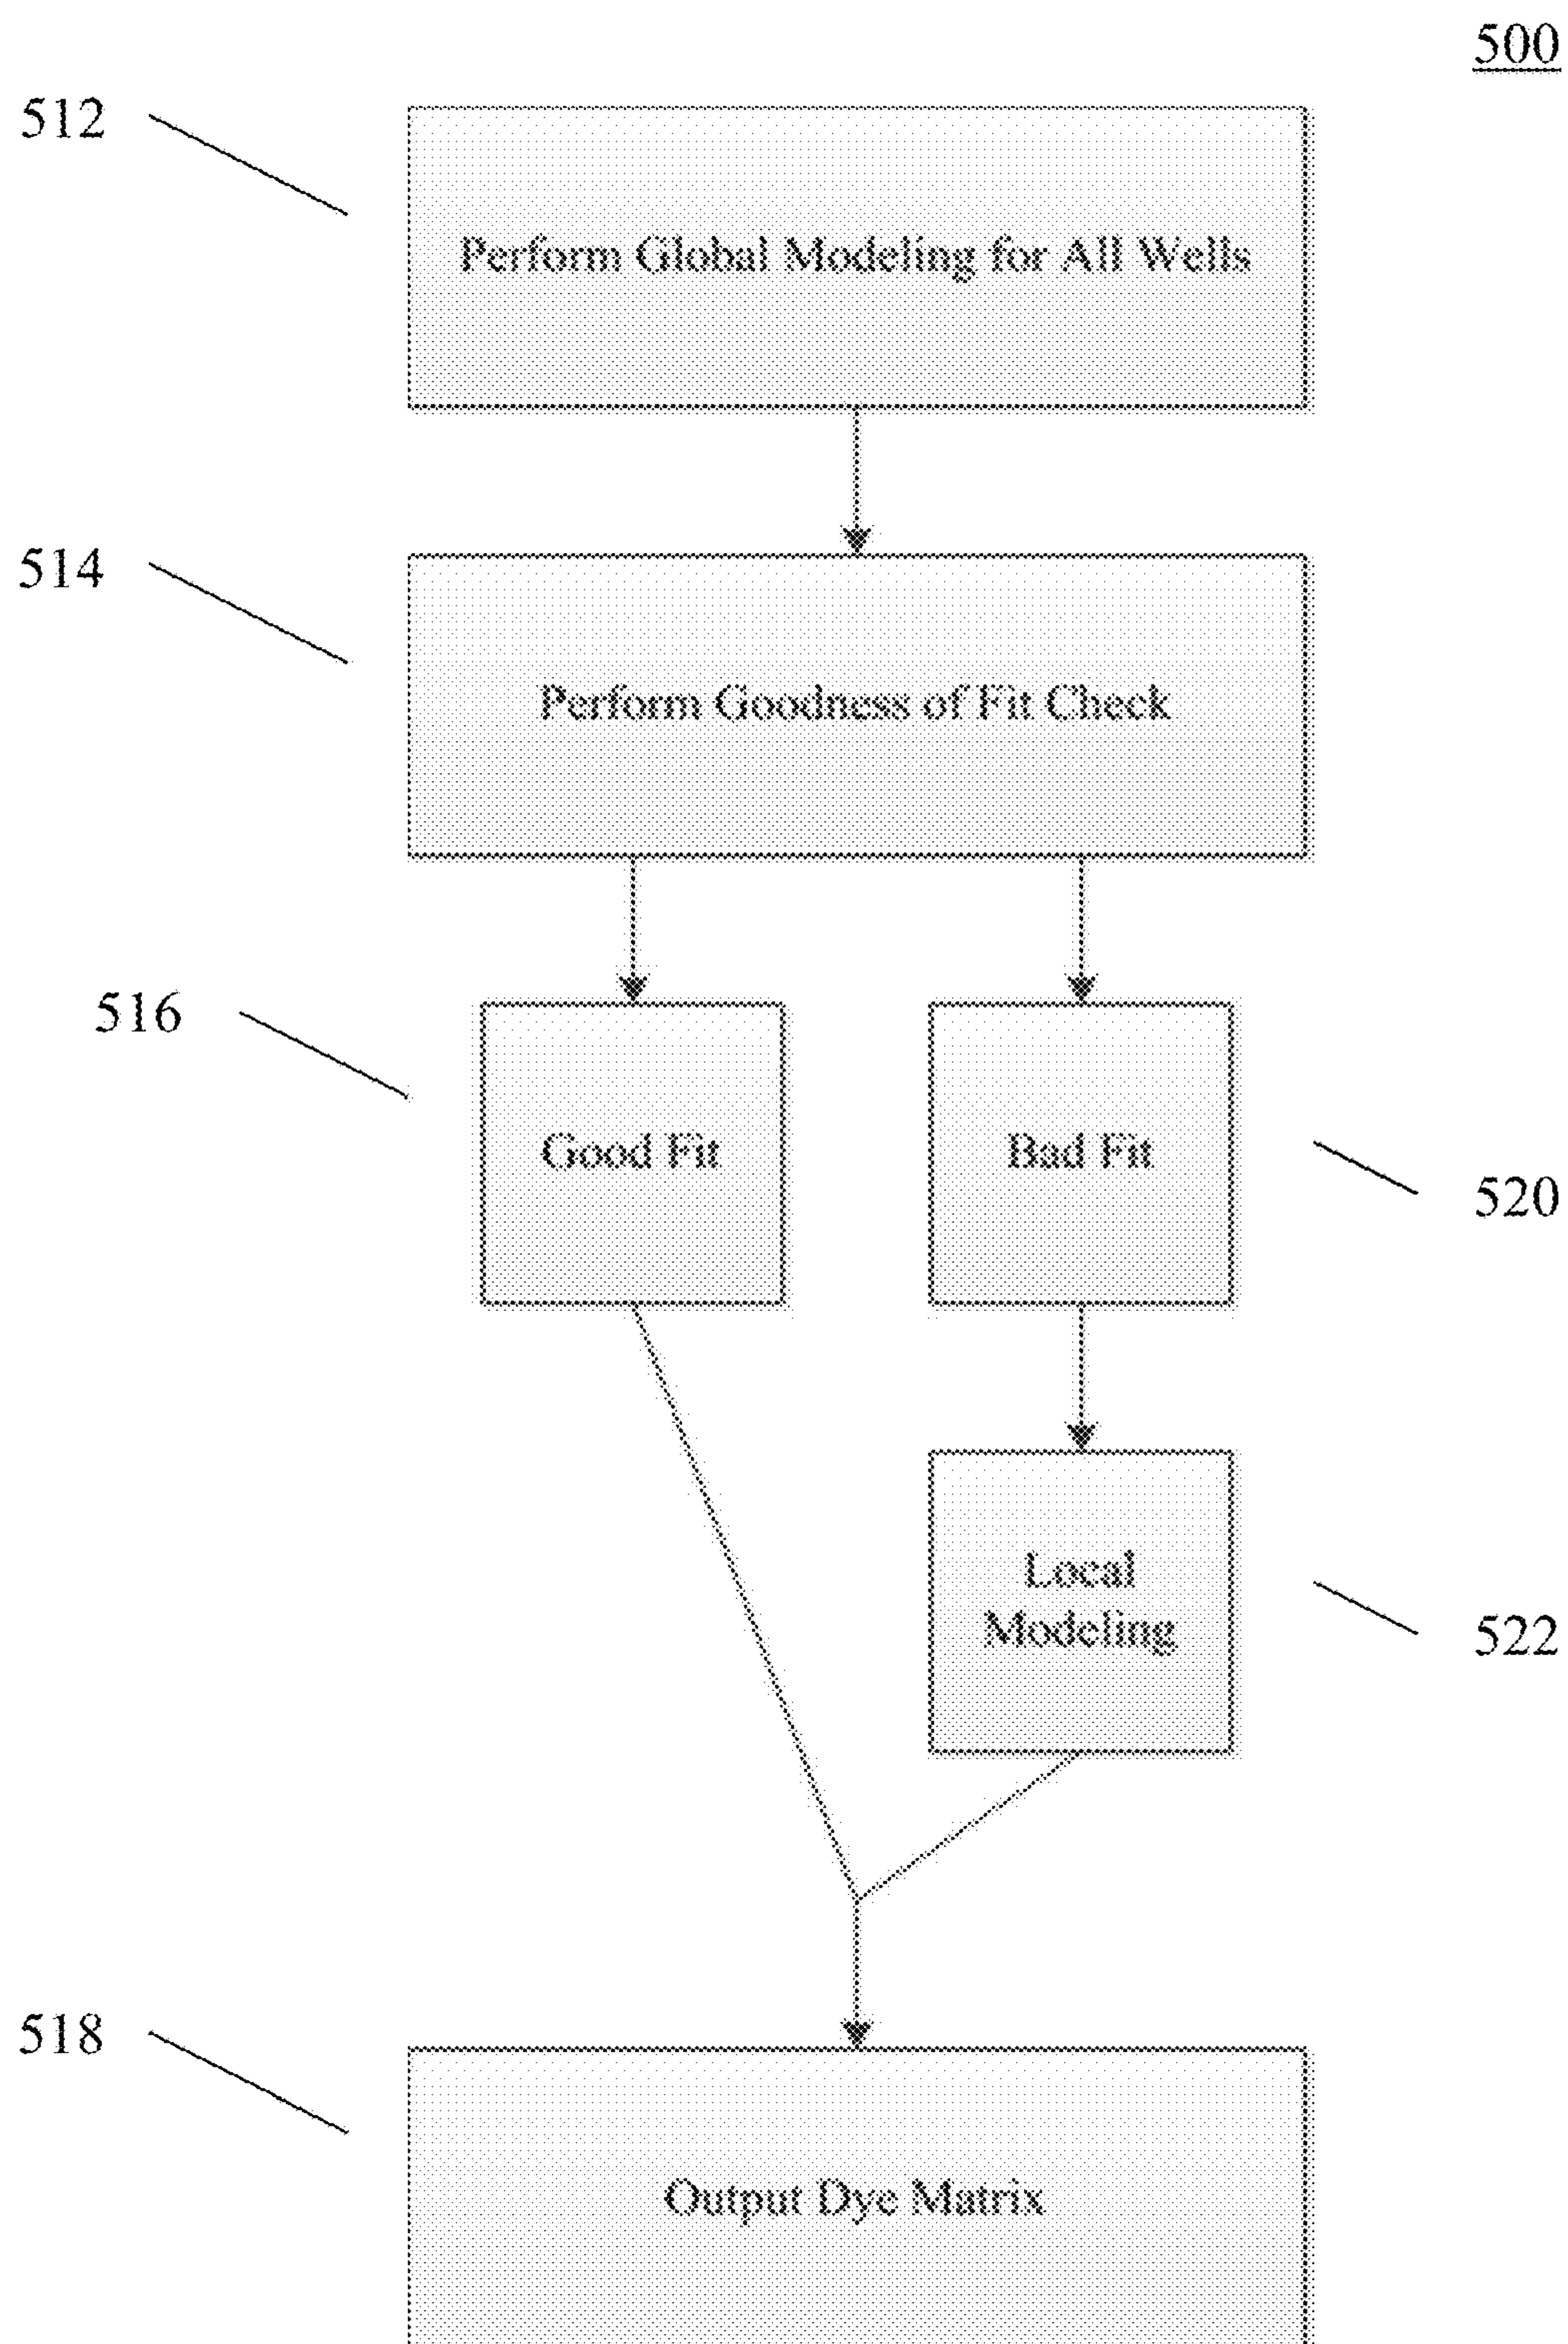 500
512
Perform Global Modeling for All Wells
514
Perform Goodness of Fit Check
516
Good Fit
Bad Fit
520
Local
Modeling
522
518
Output Dye Matrix